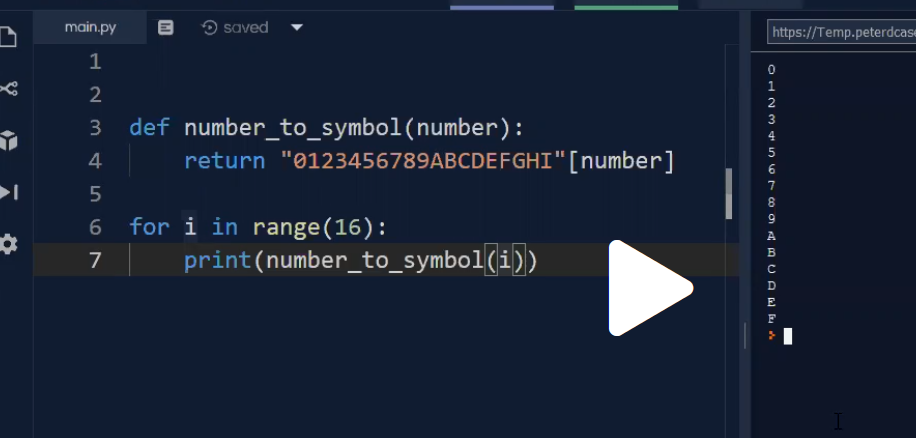 main.py
saved
https://Temp.peterdcase
1
2
3 def number_to_symbol(number):
4 return "0123456789ABCDEFGHI"[number]
5
6 for i in range(16):
7 print(number_to_symbol(i))
0
1
2
3
4
5
6
7
8
9
A
B
C
D
E
F
>